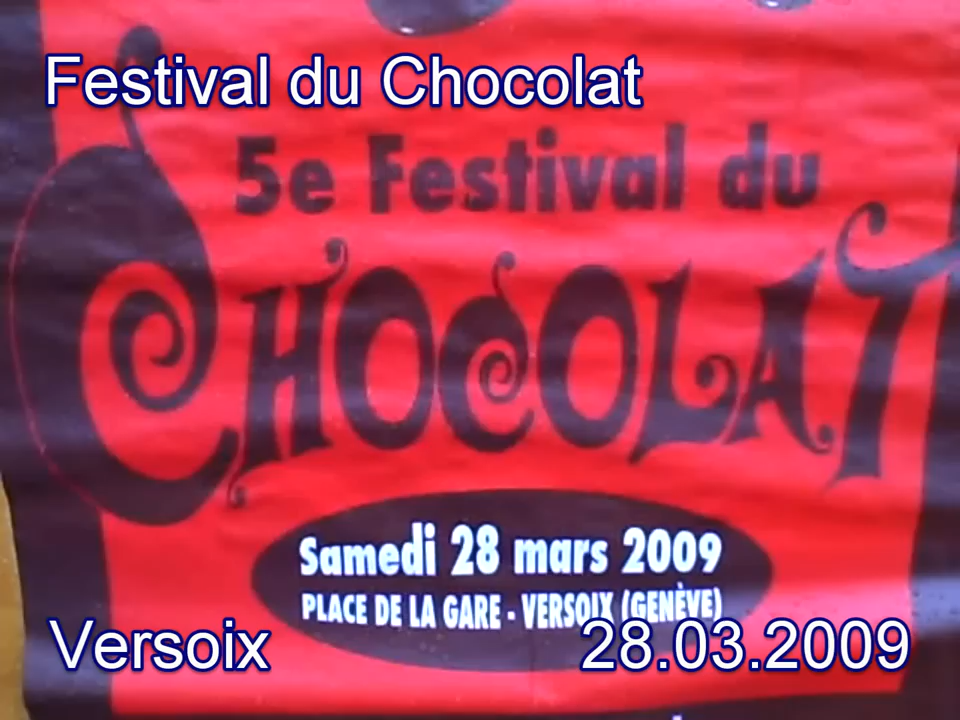 Festival du Chocolat
5e Festival du
CHOCOLAT
Samedi 28 mars 2009
PLACE DE LA GARE - VERSOIX (GENÈVE)
Versoix
28.03.2009